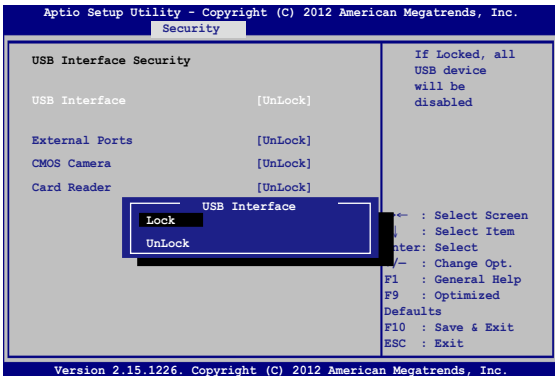 Aptio Setup Utility - Copyright (C) 2012 American Megatrends, Inc.
Security
USB Interface Security
USB Interface [UnLock]
External Ports [UnLock]
CMOS Camera [UnLock]
Card Reader [UnLock]
If Locked, all
USB device
will be
disabled
USB Interface
Lock
UnLock
← : Select Screen
↓ : Select Item
nter: Select
/— : Change Opt.
F1 : General Help
F9 : Optimized
Defaults
F10 : Save & Exit
ESC : Exit
Version 2.15.1226. Copyright (C) 2012 American Megatrends, Inc.